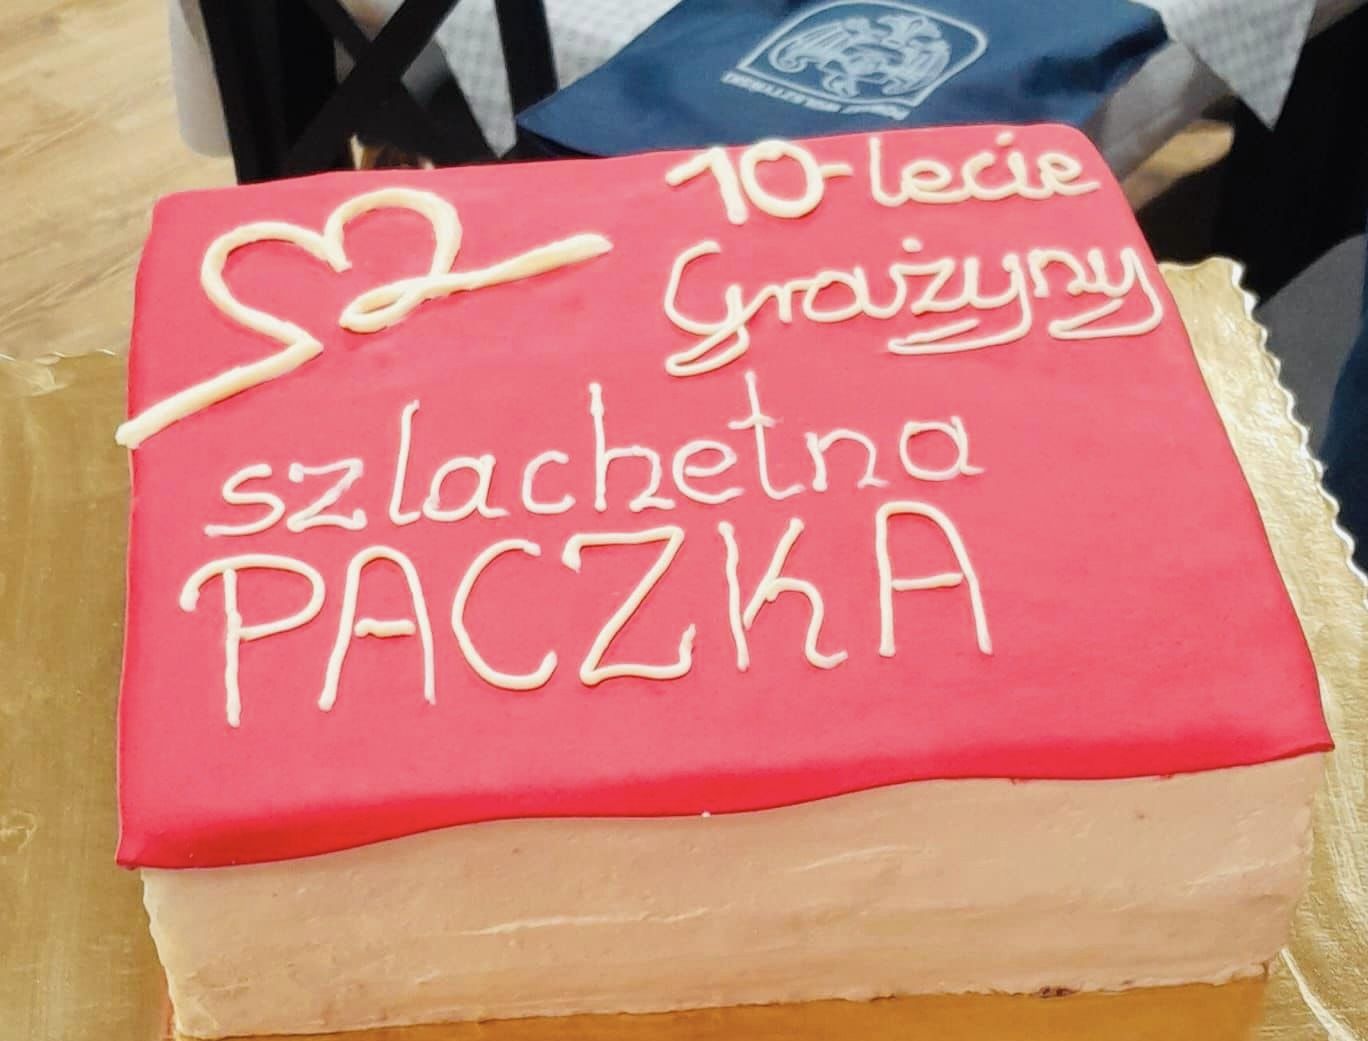 10-lecie
Grażyny
szlachetna
PACZKA